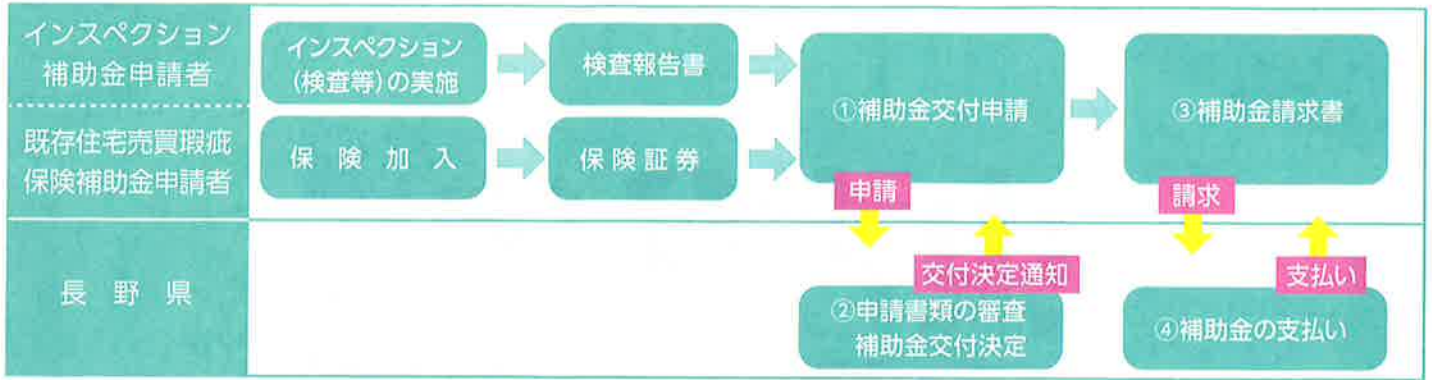 インスペクション
補助金申請者
インスペクション
(検査等)の実施
検査報告書
①補助金交付申請
③補助金請求書
既存住宅売買瑕疵
保険補助金申請者
保険加入
保険証券
申請
請求
長野県
交付決定通知
支払い
②申請書類の審査
補助金交付決定
④補助金の支払い